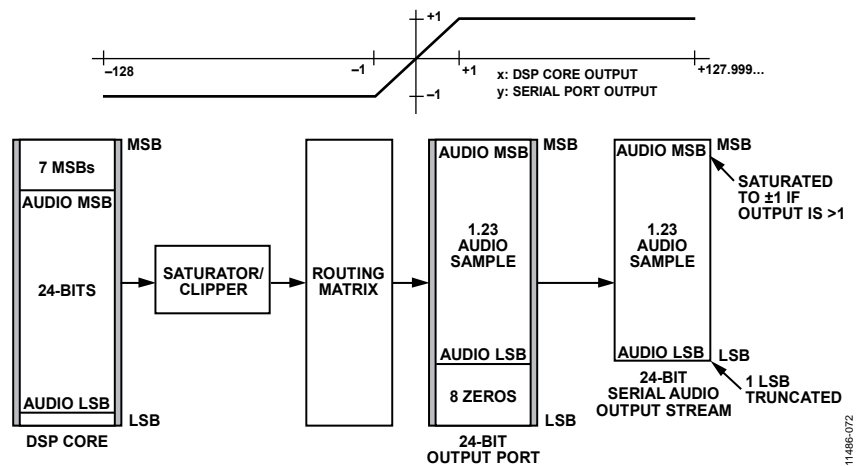 +1
–128
–1
+1
+127.999...
x: DSP CORE OUTPUT
y: SERIAL PORT OUTPUT
–1
7 MSBs
MSB
AUDIO MSB
24-BITS
AUDIO LSB
LSB
DSP CORE
SATURATOR/
CLIPPER
ROUTING
MATRIX
AUDIO MSB
MSB
1.23
AUDIO
SAMPLE
AUDIO LSB
8 ZEROS
LSB
24-BIT
OUTPUT PORT
AUDIO MSB
MSB
SATURATED
TO ±1 IF
OUTPUT IS >1
1.23
AUDIO
SAMPLE
AUDIO LSB
LSB
1 LSB
TRUNCATED
24-BIT
SERIAL AUDIO
OUTPUT STREAM
11486-072